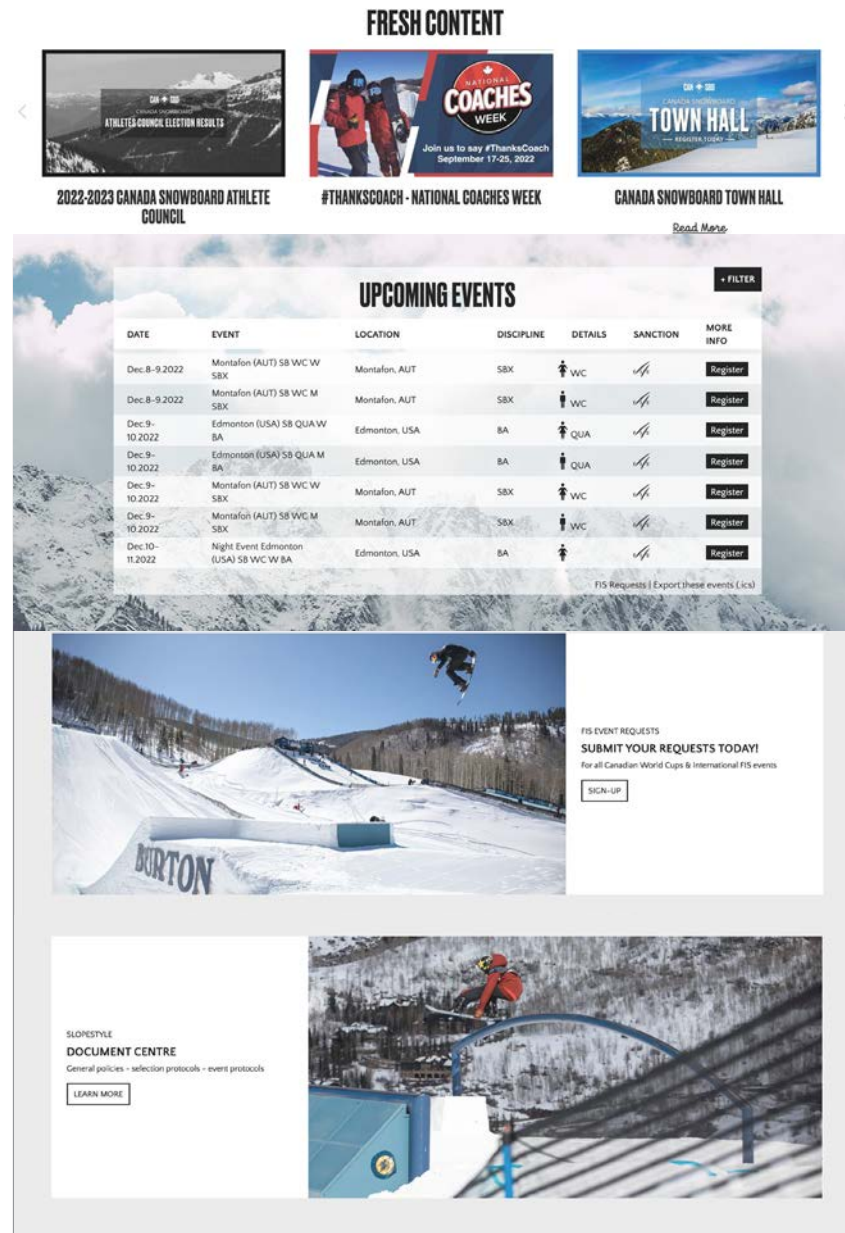 FRESH CONTENT
CAN SBD
CANADA SNOWBOARD
ATHLETES COUNCIL ELECTION RESULTS
NATIONAL
COACHES
WEEK
Join us to say #ThanksCoach
September 17-25, 2022
CAN SBD
CANADA SNOWBOARD
TOWN HALL
REGISTER TODAY
2022-2023 CANADA SNOWBOARD ATHLETE
COUNCIL
#THANKSCOACH - NATIONAL COACHES WEEK
CANADA SNOWBOARD TOWN HALL
Read More
+ FILTER
UPCOMING EVENTS
DATE EVENT LOCATION DISCIPLINE DETAILS SANCTION MORE
INFO
Dec.8-9.2022 Montafon (AUT) SB WC W
SBX Montafon, AUT SBX WC Register
Dec.8-9.2022 Montafon (AUT) SB WC M
SBX Montafon, AUT SBX WC Register
Dec.9- Edmonton (USA) SB QUA W
10.2022 BA Edmonton, USA BA QUA Register
Dec.9- Edmonton (USA) SB QUA M
10.2022 BA Edmonton, USA BA QUA Register
Dec.9- Montafon (AUT) SB WC W
10.2022 SBX Montafon, AUT SBX WC Register
Dec.9- Montafon (AUT) SB WC M
10.2022 SBX Montafon, AUT SBX WC Register
Dec.10- Night Event Edmonton
11.2022 (USA) SB WC W BA Edmonton, USA BA Register
FIS Requests | Export these events (.ics)
BURTON
FIS EVENT REQUESTS
SUBMIT YOUR REQUESTS TODAY!
For all Canadian World Cups & International FIS events
SIGN-UP
SLOPESTYLE
DOCUMENT CENTRE
General policies - selection protocols - event protocols
LEARN MORE